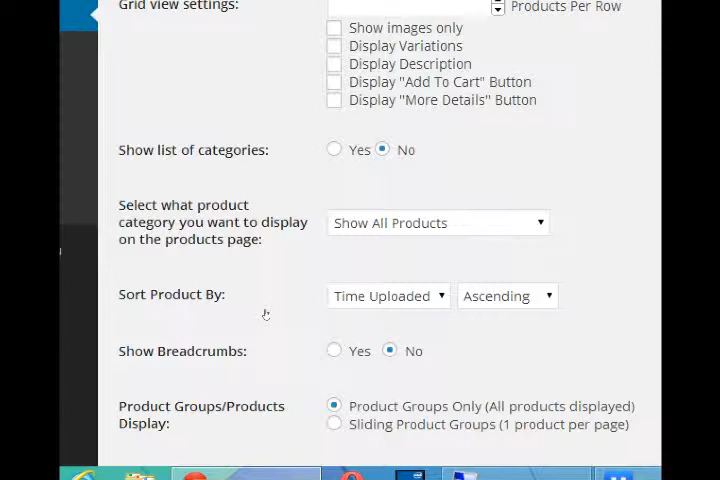 Grid view settings:
Products Per Row
Show images only
Display Variations
Display Description
Display "Add To Cart" Button
Display "More Details" Button
Show list of categories:
Yes No
Select what product
category you want to display
on the products page:
Show All Products
Sort Product By:
Time Uploaded Ascending
Show Breadcrumbs:
Yes No
Product Groups/Products
Display:
Product Groups Only (All products displayed)
Sliding Product Groups (1 product per page)